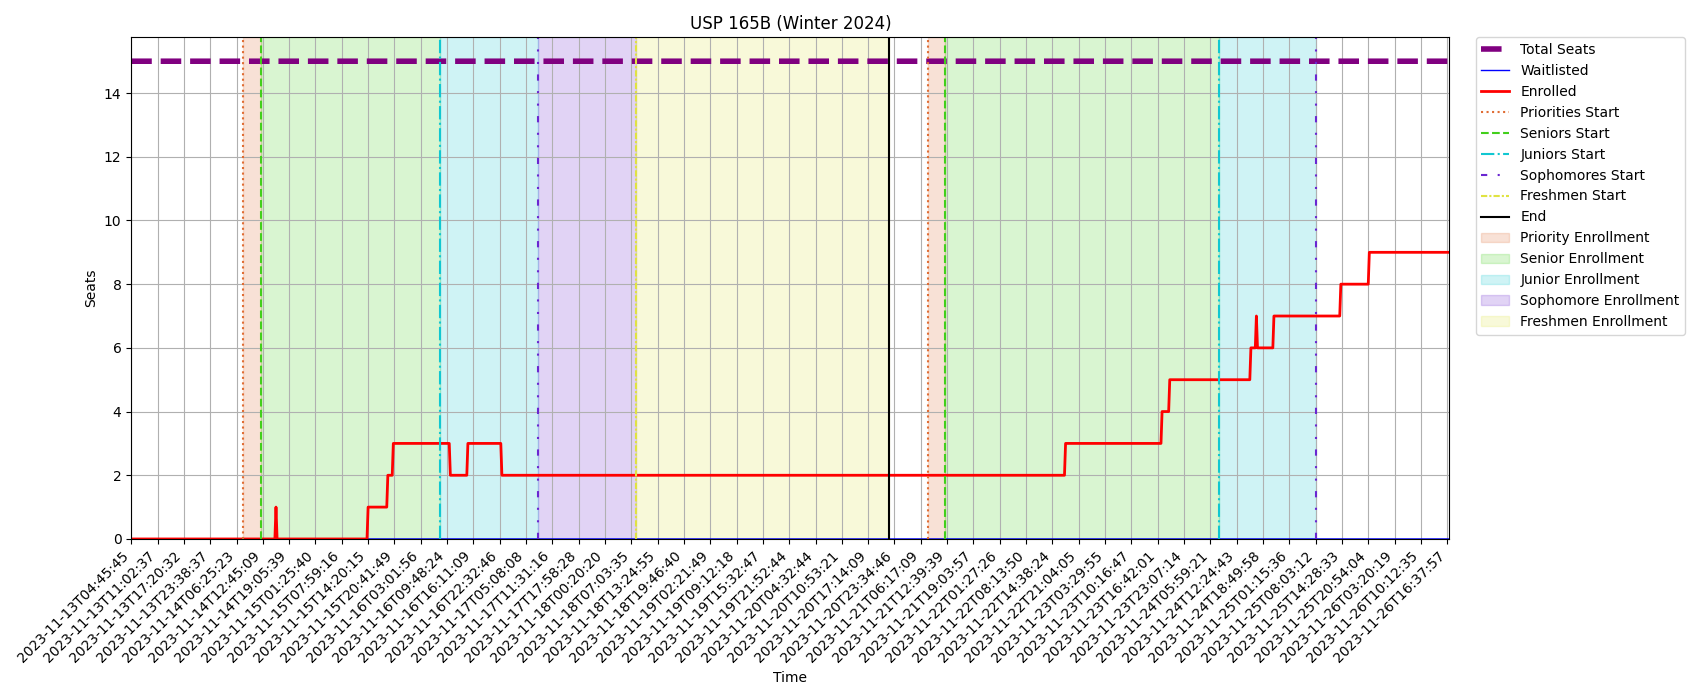 USP 165B (Winter 2024)
Seats
14
12
10
8
6
4
2
0
2023-11-13T04:45:45
2023-11-13T11:02:37
2023-11-13T17:20:32
2023-11-13T23:38:37
2023-11-14T06:25:23
2023-11-14T12:45:09
2023-11-14T19:05:39
2023-11-15T01:25:40
2023-11-15T07:59:16
2023-11-15T14:20:15
2023-11-15T20:41:49
2023-11-16T03:01:56
2023-11-16T09:48:24
2023-11-16T16:11:09
2023-11-16T22:32:46
2023-11-17T05:08:08
2023-11-17T11:31:16
2023-11-17T17:58:28
2023-11-18T00:20:20
2023-11-18T07:03:35
2023-11-18T13:24:55
2023-11-18T19:46:40
2023-11-19T02:21:49
2023-11-19T09:12:18
2023-11-19T15:32:47
2023-11-19T21:52:44
2023-11-20T04:32:44
2023-11-20T10:53:21
2023-11-20T17:14:09
2023-11-20T23:34:46
2023-11-21T06:17:09
2023-11-21T12:39:39
2023-11-21T19:03:57
2023-11-22T01:27:26
2023-11-22T08:13:50
2023-11-22T14:38:24
2023-11-22T21:04:05
2023-11-23T03:29:55
2023-11-23T10:16:47
2023-11-23T16:42:01
2023-11-23T23:07:14
2023-11-24T05:59:21
2023-11-24T12:24:43
2023-11-24T18:49:58
2023-11-25T01:15:36
2023-11-25T08:03:12
2023-11-25T14:28:33
2023-11-25T20:54:04
2023-11-26T03:20:19
2023-11-26T10:12:35
2023-11-26T16:37:57
Time
Total Seats
Waitlisted
Enrolled
Priorities Start
Seniors Start
Juniors Start
Sophomores Start
Freshmen Start
End
Priority Enrollment
Senior Enrollment
Junior Enrollment
Sophomore Enrollment
Freshmen Enrollment